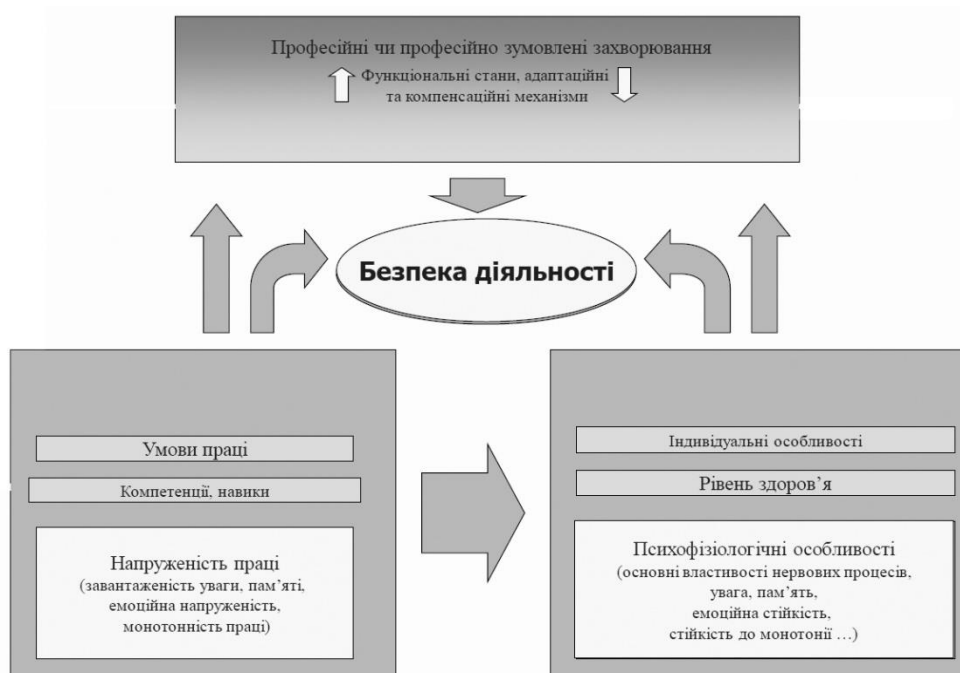 Професійні чи професійно зумовлені захворювання
Функціональні стани, адаптаційні
та компенсаційні механізми
Безпека діяльності
Умови праці
Компетенції, навики
Напруженість праці
(завантаженість уваги, пам’яті,
емоційна напруженість,
монотонність праці)
Індивідуальні особливості
Рівень здоров’я
Психофізіологічні особливості
(основні властивості нервових процесів,
увага, пам’ять,
емоційна стійкість,
стійкість до монотонії …)